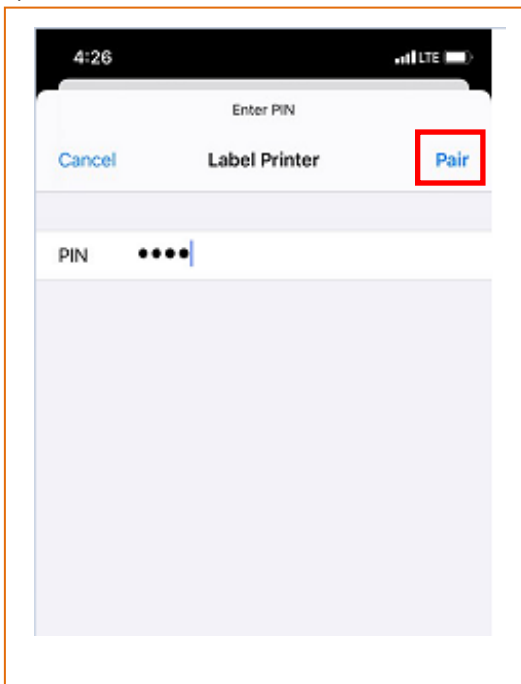 4:26
LTE
Enter PIN
Cancel Label Printer Pair
PIN ••••